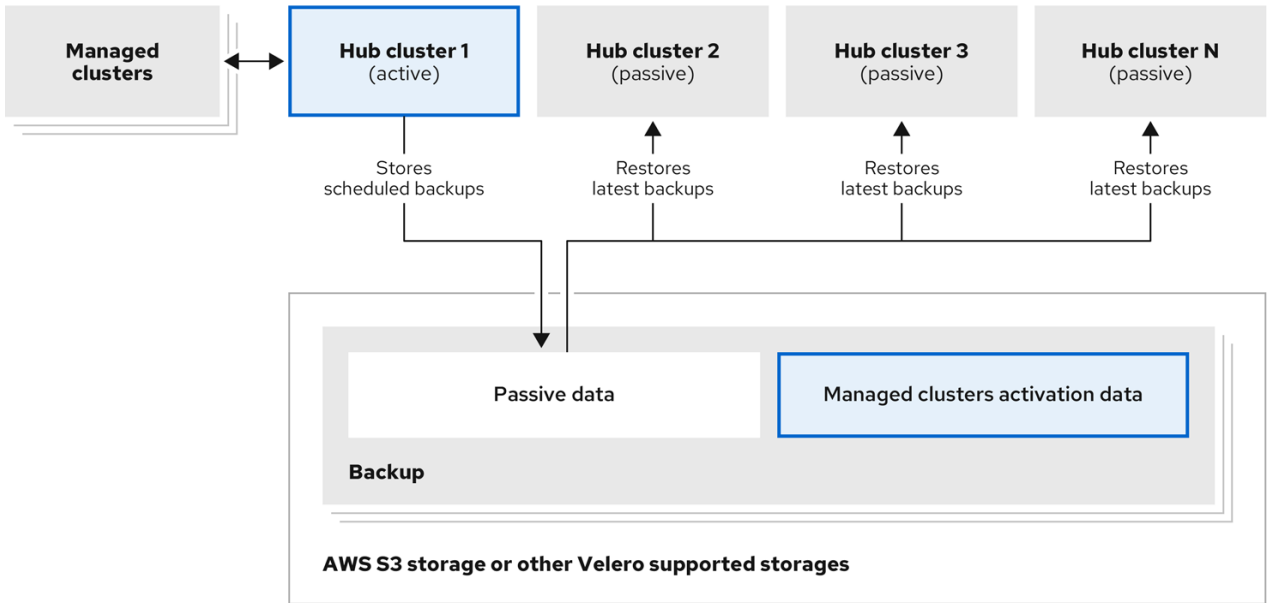 Managed
clusters
Hub cluster 1
(active)
Hub cluster 2
(passive)
Hub cluster 3
(passive)
Hub cluster N
(passive)
Stores
scheduled backups
Restores
latest backups
Restores
latest backups
Restores
latest backups
Passive data
Managed clusters activation data
Backup
AWS S3 storage or other Velero supported storages